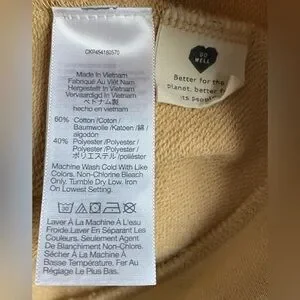 Made In Vietnam
Fabriqué Au Viêt Nam
Hergestellt In Vietnam
Vervaardigd In Vietnam
ベトナム製
hecho en vietnam
60% Cotton /Coton /
Baumwolle /Katoen /綿 /
algodón
40% Polyester /Polyester /
Polyester /Polyester /
ポリエステル /poliéster
Machine Wash Cold With Like
Colors. Non-Chlorine Bleach
Only. Tumble Dry Low. Iron
On Lowest Setting.
Laver À La Machine À L'eau
Froide.Laver En Séparant Les
Couleurs. Seulement Agent
De Blanchiment Non-Chlore.
Sécher À La Machine À
Basse Température. Fer Au
Réglage Le Plus Bas.
DO
WELL
Better for the
planet, better f
its peop